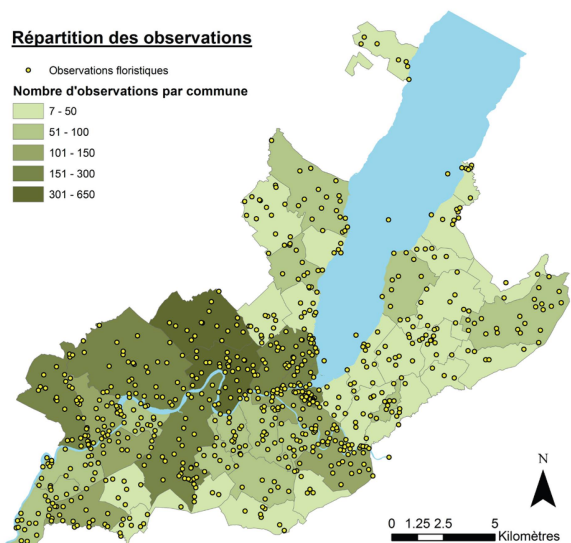 Répartition des observations
Observations floristiques
Nombre d'observations par commune
7 - 50
51 - 100
101 - 150
151 - 300
301 - 650
N
0 1.25 2.5 5
Kilomètres